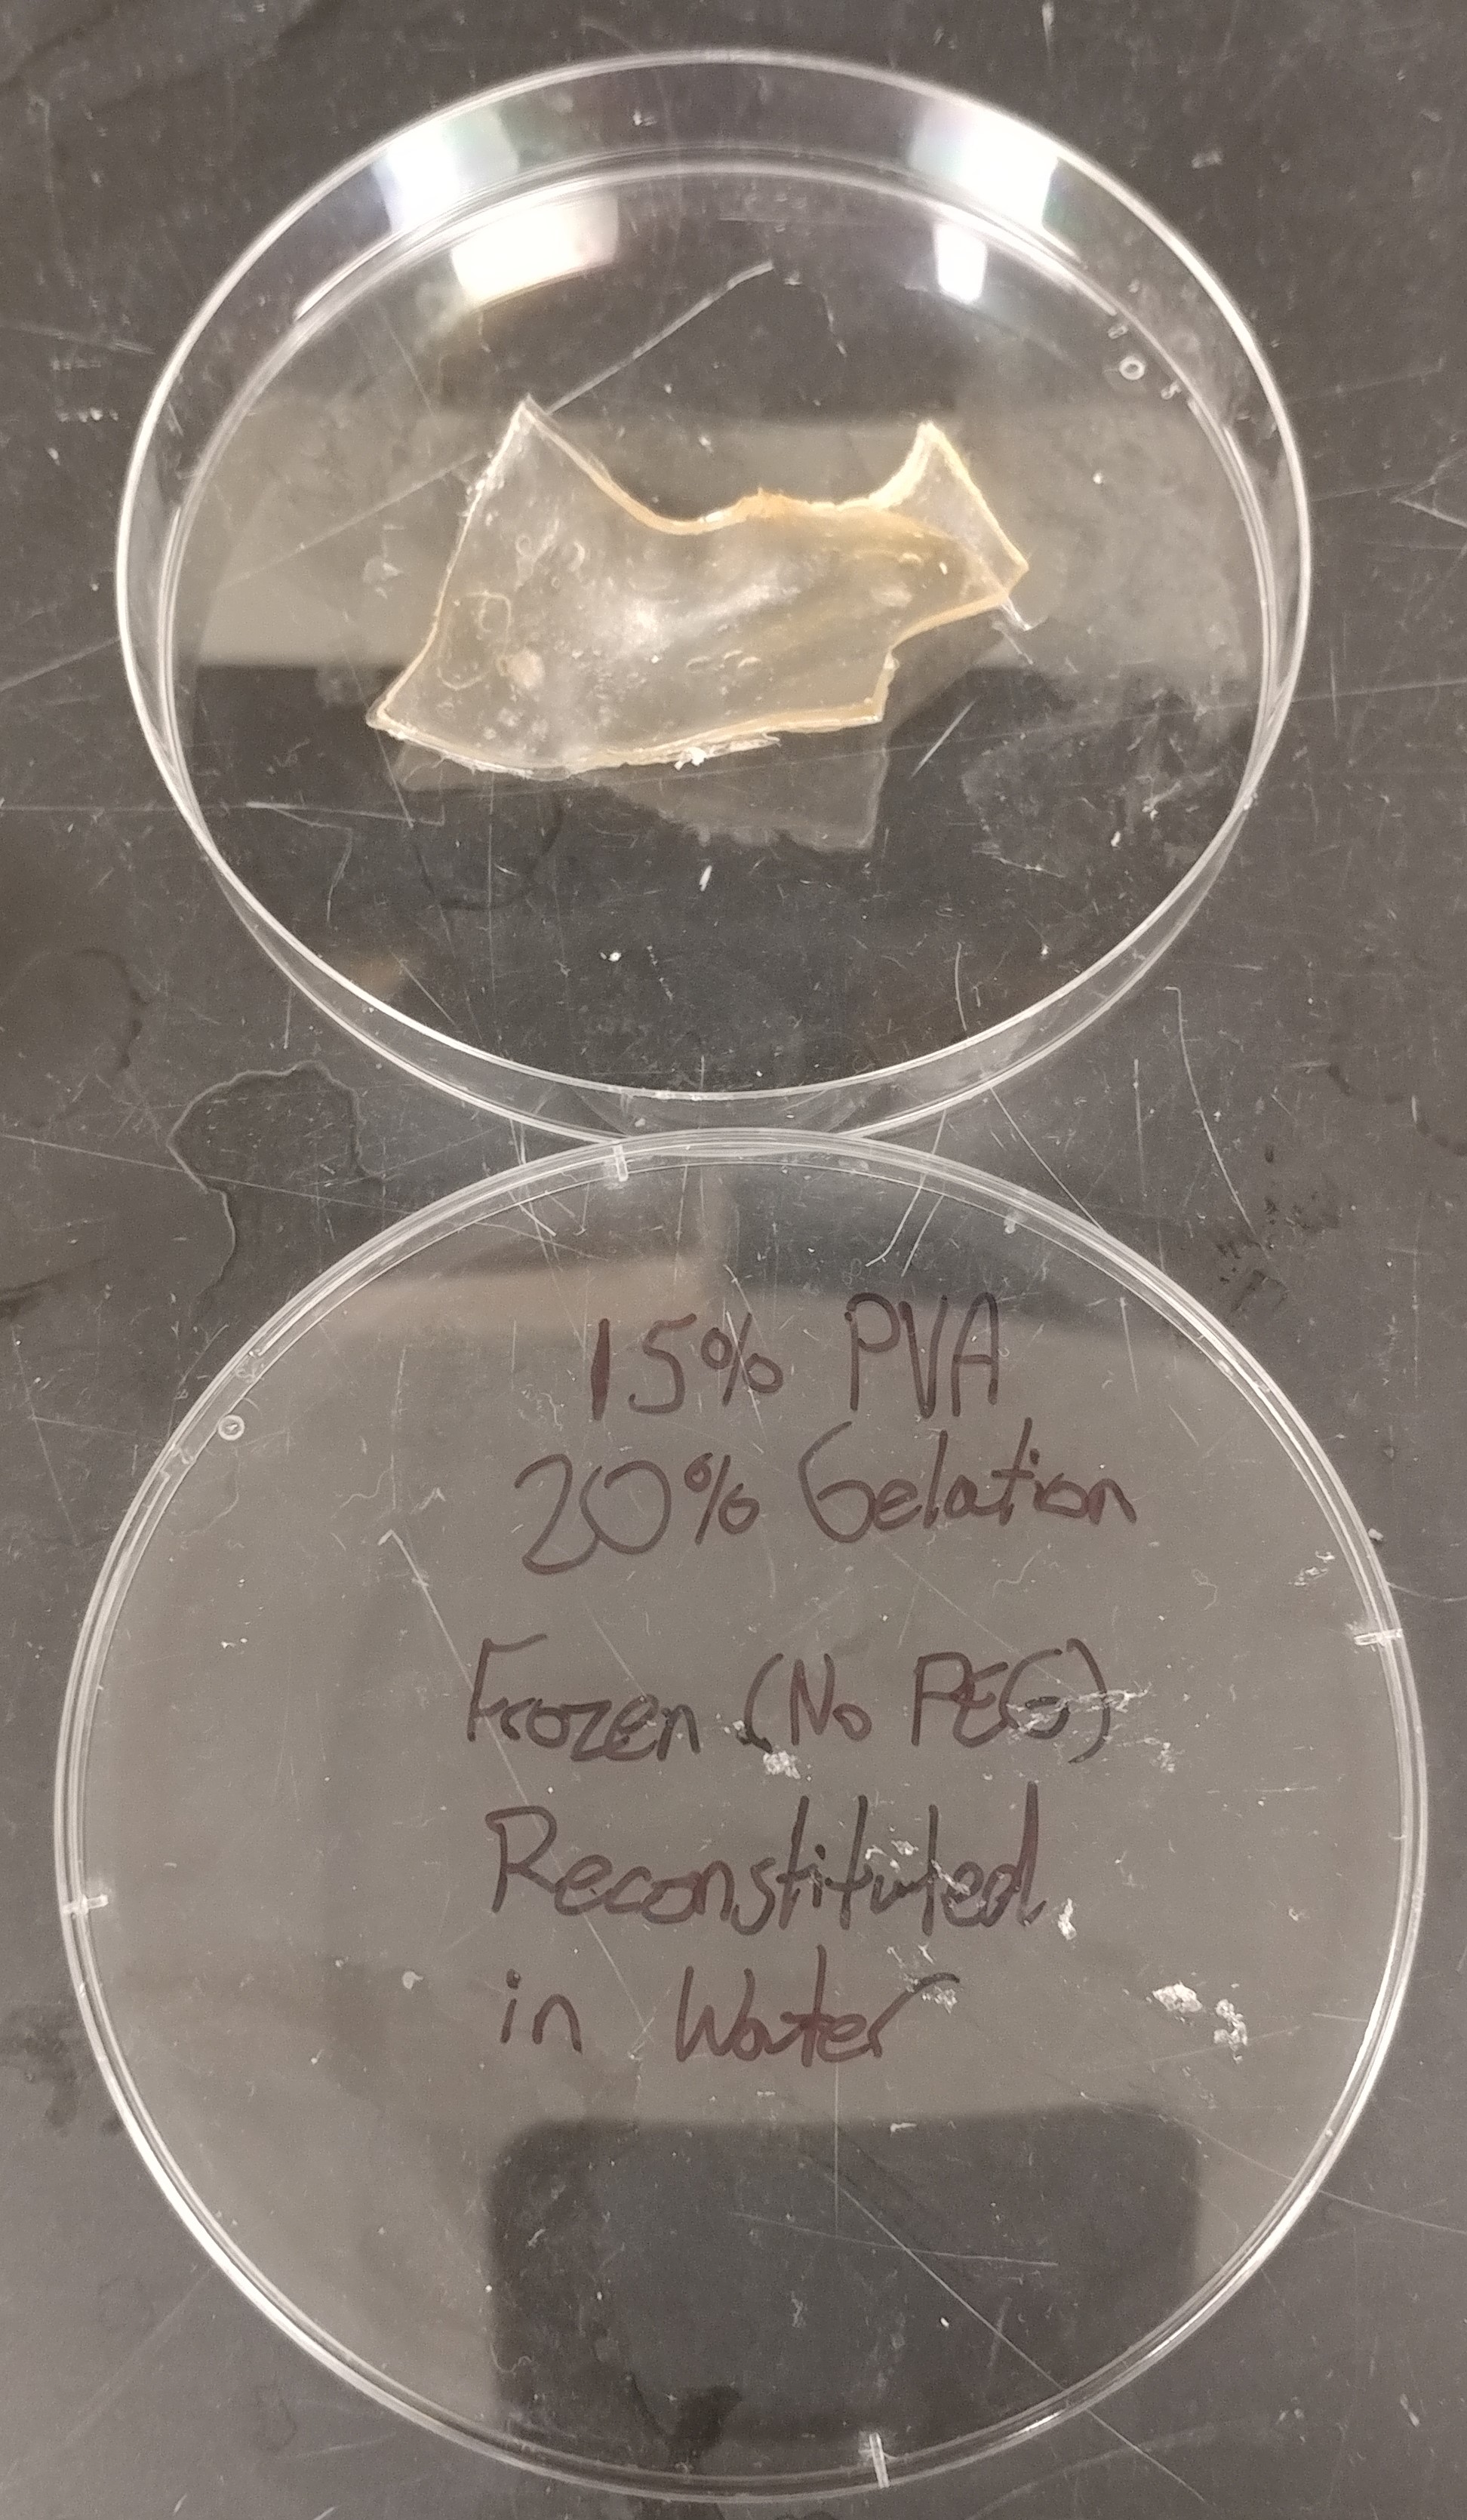 15% PVA
20% Gelation
Frozen (No PEG)
Reconstituted
in Water